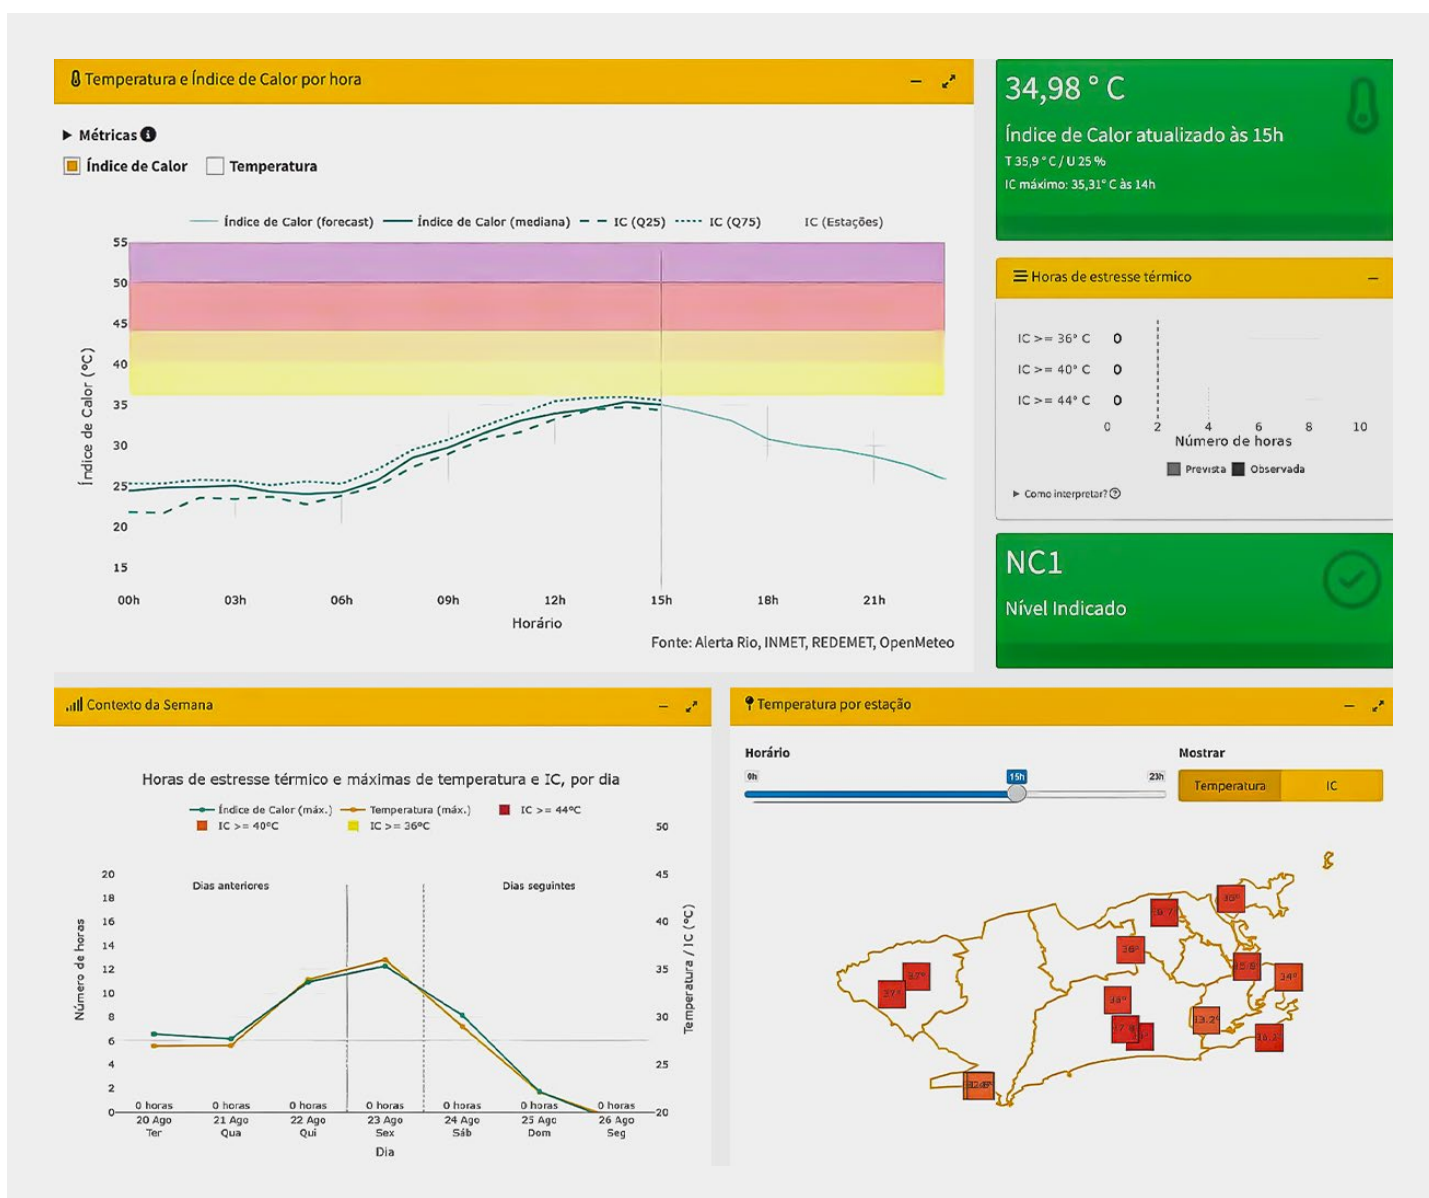 Temperatura e Índice de Calor por hora
Métricas
Índice de Calor Temperatura
Índice de Calor (forecast) Índice de Calor (mediana) IC (Q25) IC (Q75) IC (Estações)
55
50
45
40
35
30
25
20
15
Índice de Calor (ºC)
00h 03h 06h 09h 12h 15h 18h 21h
Horário
Fonte: Alerta Rio, INMET, REDEMET, OpenMeteo
34,98 ° C
Índice de Calor atualizado às 15h
T 35,9 ° C / U 25 %
IC máximo: 35,31° C às 14h
Horas de estresse térmico
IC >= 36° C 0
IC >= 40° C 0
IC >= 44° C 0
0 2 4 6 8 10
Número de horas
Prevista Observada
Como interpretar?
NC1
Nível Indicado
Contexto da Semana
Horas de estresse térmico e máximas de temperatura e IC, por dia
Índice de Calor (máx.) Temperatura (máx.) IC >= 44ºC
IC >= 40ºC IC >= 36ºC
Dias anteriores Dias seguintes
20
18
16
14
12
10
8
6
4
2
0
Número de horas
50
45
40
35
30
25
20
Temperatura / IC (ºC)
0 horas 0 horas 0 horas 0 horas 0 horas 0 horas 0 horas
20 Ago 21 Ago 22 Ago 23 Ago 24 Ago 25 Ago 26 Ago
Ter Qua Qui Sex Sáb Dom Seg
Dia
Temperatura por estação
Horário
0h 15h 23h
Mostrar
Temperatura IC
36°
37°
34°